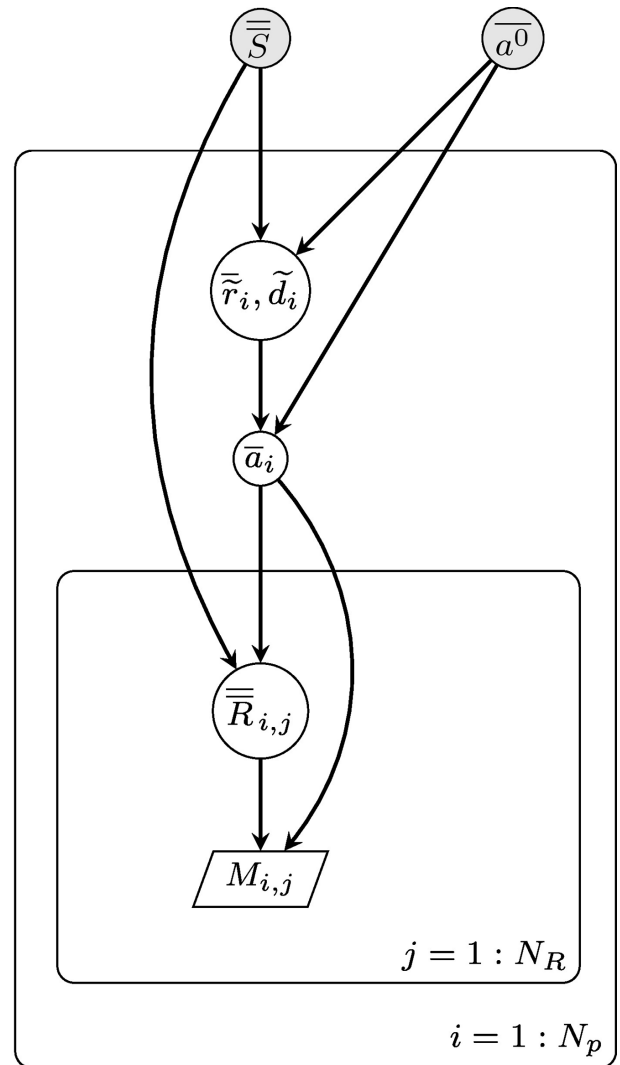 $\overline{\overline{S}}$ $\overline{a^0}$
$\overline{\overline{\widetilde{r}}}_i, \widetilde{d}_i$
$\overline{a}_i$
$\overline{\overline{\overline{R}}}_{i,j}$
$M_{i,j}$
$j = 1 : N_R$
$i = 1 : N_p$